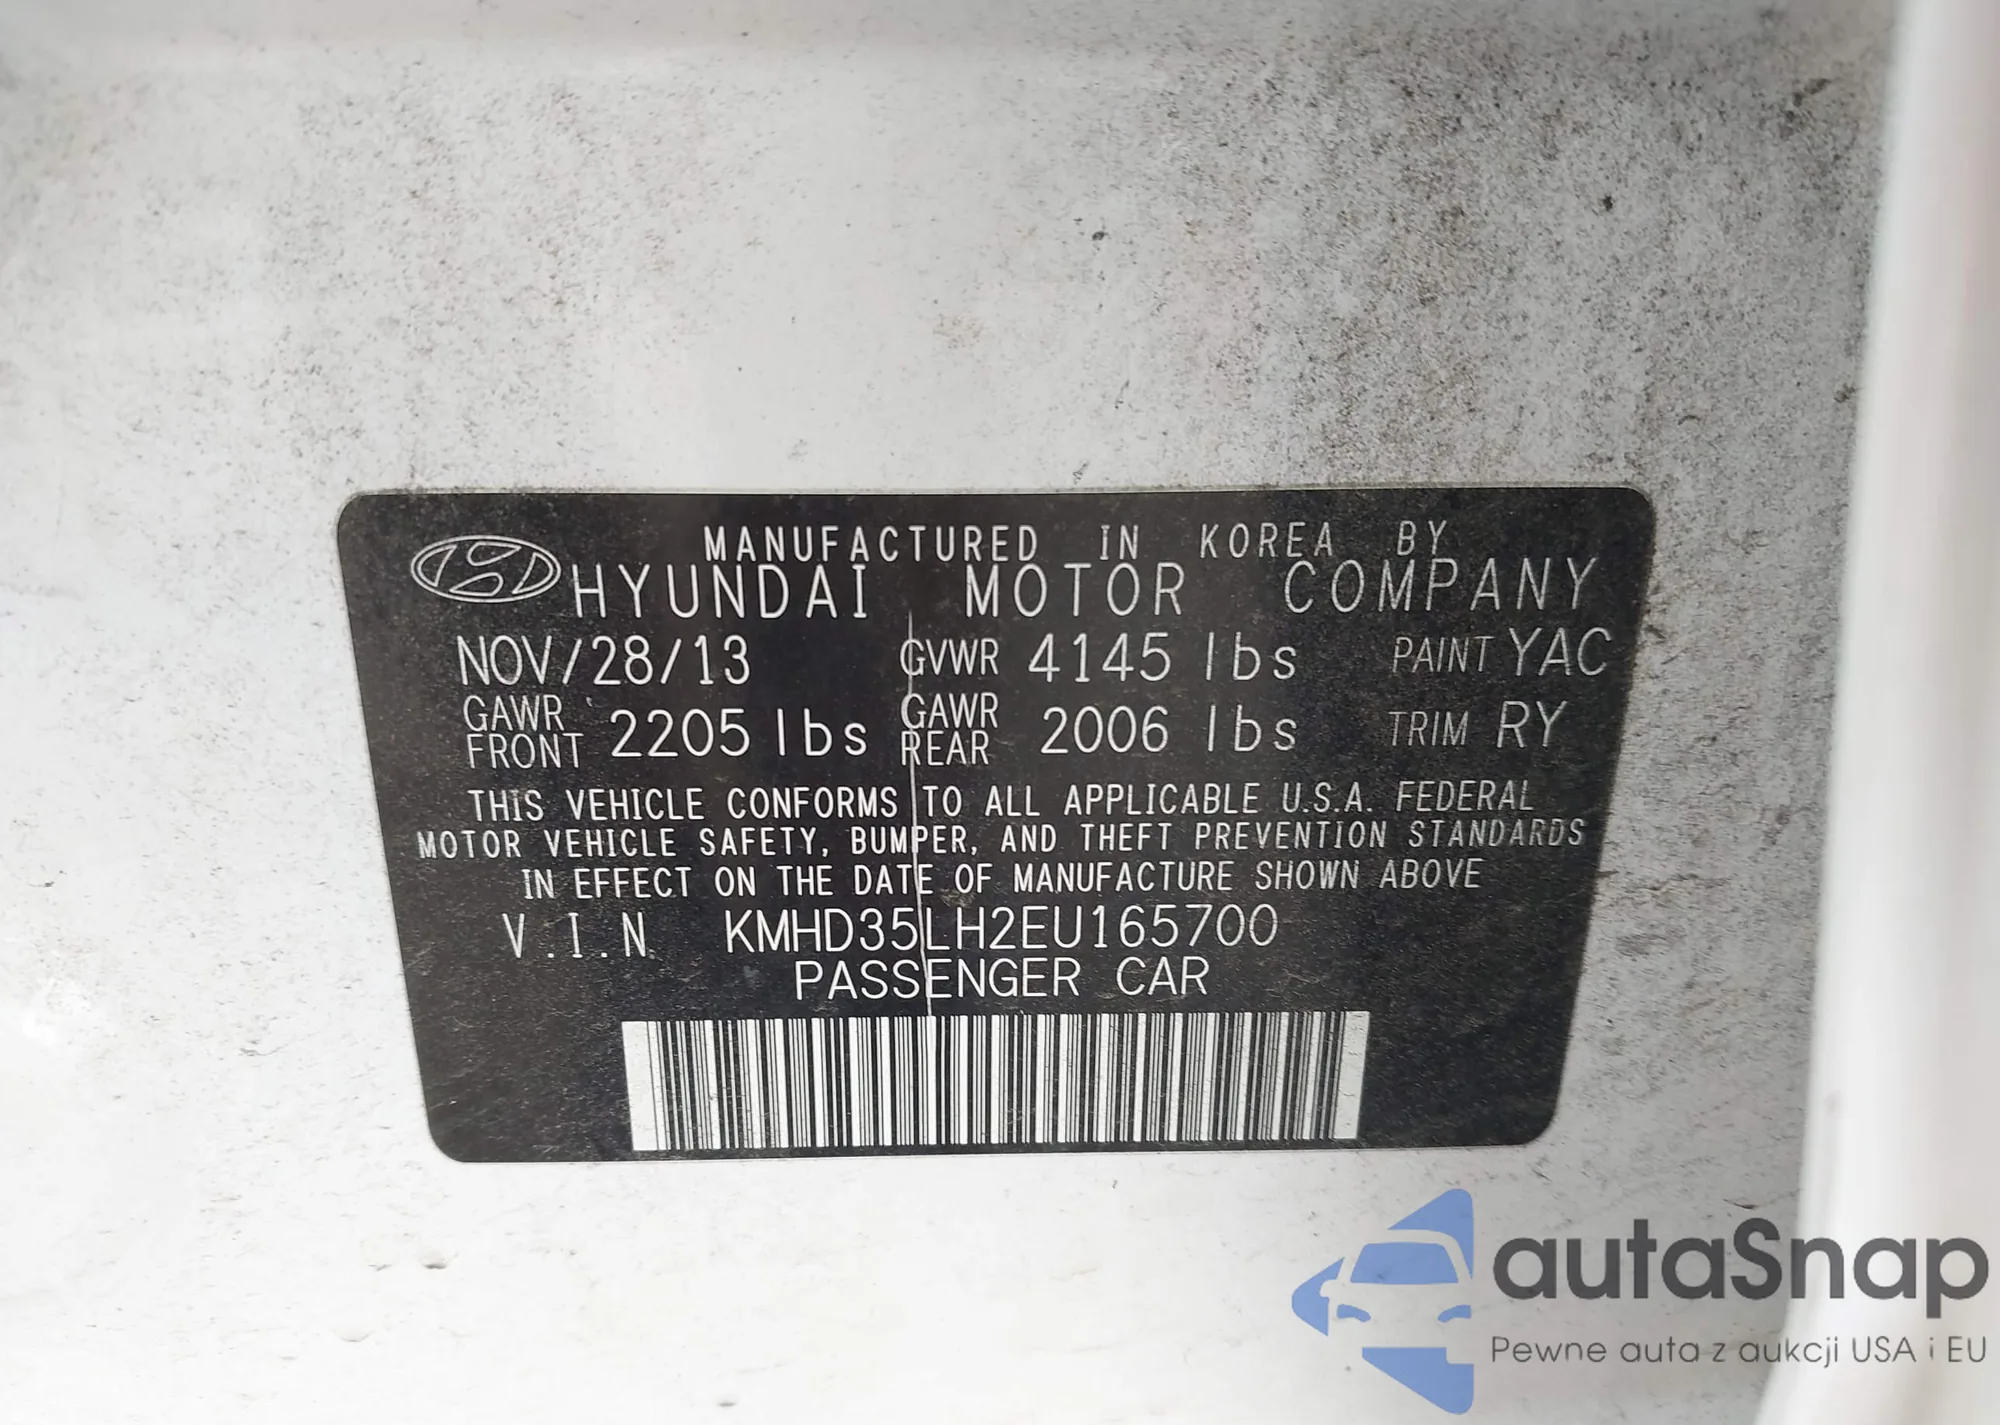 MANUFACTURED IN KOREA BY
HYUNDAI MOTOR COMPANY
NOV/28/13 GVWR 4145 lbs PAINT YAC
GAWR FRONT 2205 lbs GAWR REAR 2006 lbs TRIM RY
THIS VEHICLE CONFORMS TO ALL APPLICABLE U.S.A. FEDERAL
MOTOR VEHICLE SAFETY, BUMPER, AND THEFT PREVENTION STANDARDS
IN EFFECT ON THE DATE OF MANUFACTURE SHOWN ABOVE
V.I.N. KMHD35LH2EU165700
PASSENGER CAR
autaSnap
Pewne auta z aukcji USA i EU